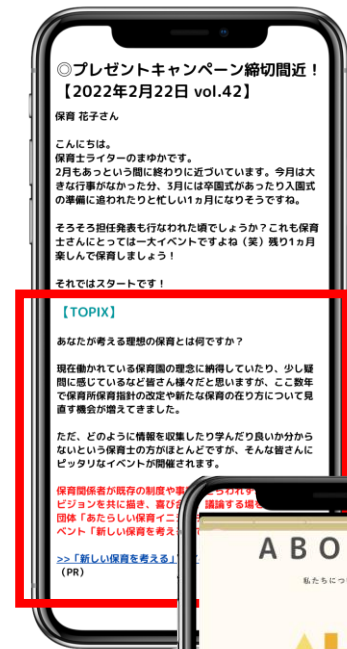 ◎プレゼントキャンペーン締切間近！
【2022年2月22日 vol.42】
保育 花子さん
こんにちは。
保育士ライターのまゆかです。
2月もあっという間に終わりに近づいています。今月は大
きな行事がなかった分、3月には卒園式があったり入園式
の準備に追われたりと忙しい1ヵ月になりそうですね。
そろそろ担任発表も行なわれた頃でしょうか？これも保育
士さんにとっては一大イベントですよね（笑）残り1ヵ月
楽しんで保育しましょう！
それではスタートです！
【TOPIX】
あなたが考える理想の保育とは何ですか？
現在働かれている保育園の理念に納得していたり、少し疑
問に感じているなど皆さん様々だと思いますが、ここ数年
で保育所保育指針の改定や新たな保育の在り方について見
直す機会が増えてきました。
ただ、どのように情報を収集したり学んだり良いか分から
ないという保育士の方がほとんどですが、そんな皆さんに
ピッタリなイベントが開催されます。
保育関係者が既存の制度や事
らわれず
ビジョンを共に描き、喜び合
議論する場を
団体「あたらしい保育イニ
ベント「新しい保育を考え
>>「新しい保育を考える」
（PR）
ABO
私たちにつ